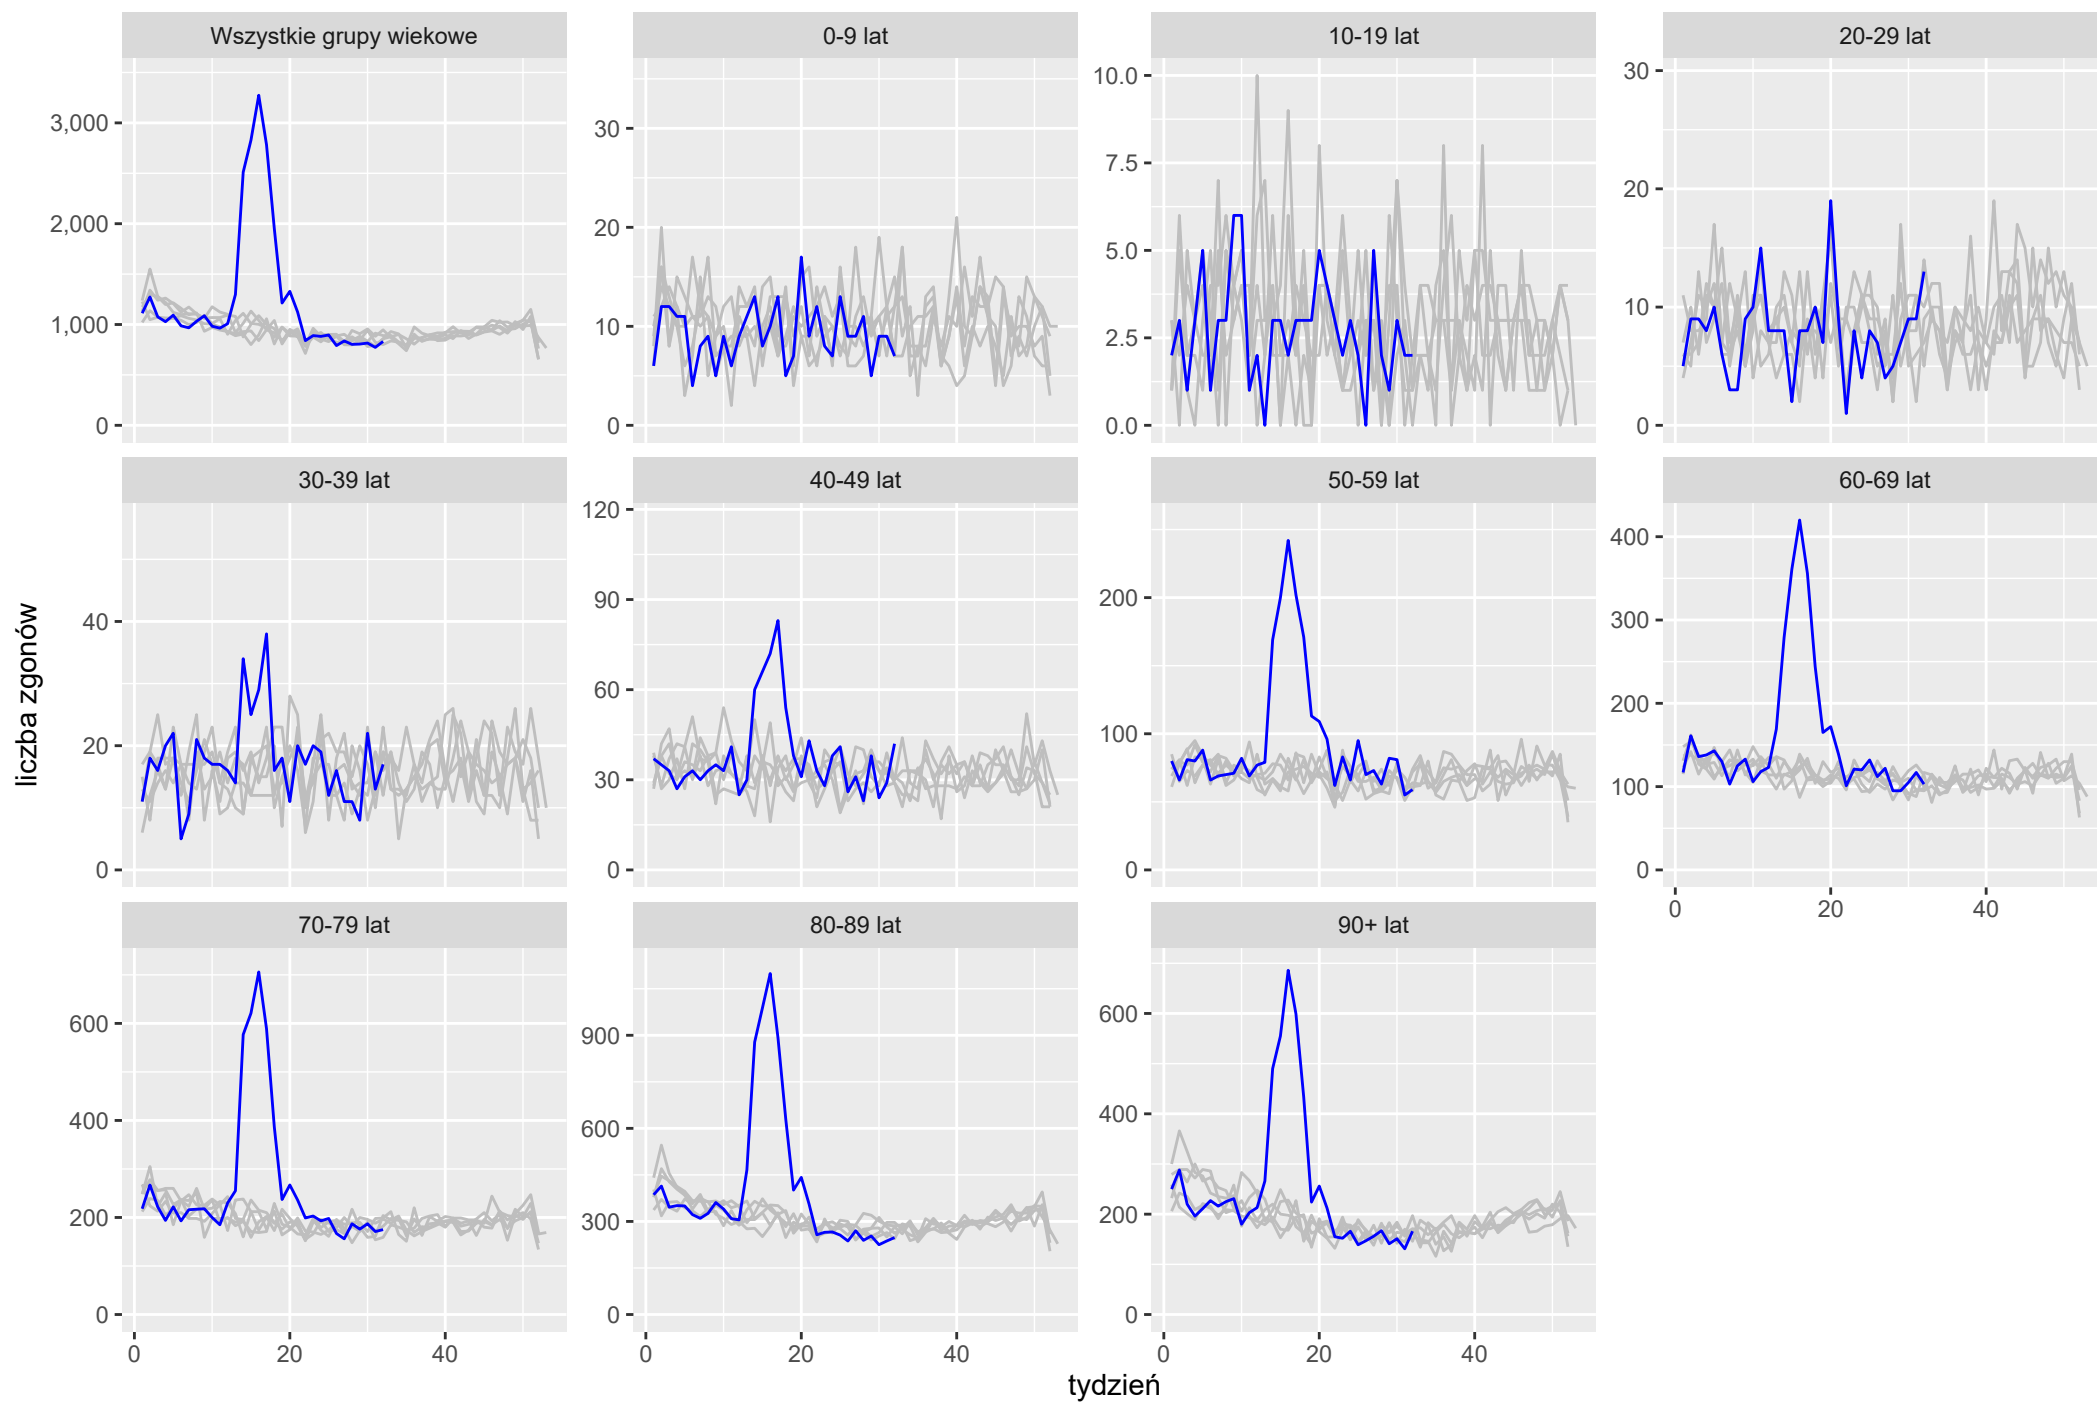 Wszystkie grupy wiekowe
0-9 lat
10-19 lat
20-29 lat
3,000
2,000
1,000
0
30
20
10
0
10.0
7.5
5.0
2.5
0.0
30
20
10
0
30-39 lat
40-49 lat
50-59 lat
60-69 lat
liczba zgonów
40
20
0
120
90
60
30
0
200
100
0
400
300
200
100
0
0 20 40
70-79 lat
80-89 lat
90+ lat
600
400
200
0
900
600
300
0
600
400
200
0
0 20 40
0 20 40
0 20 40
tydzień